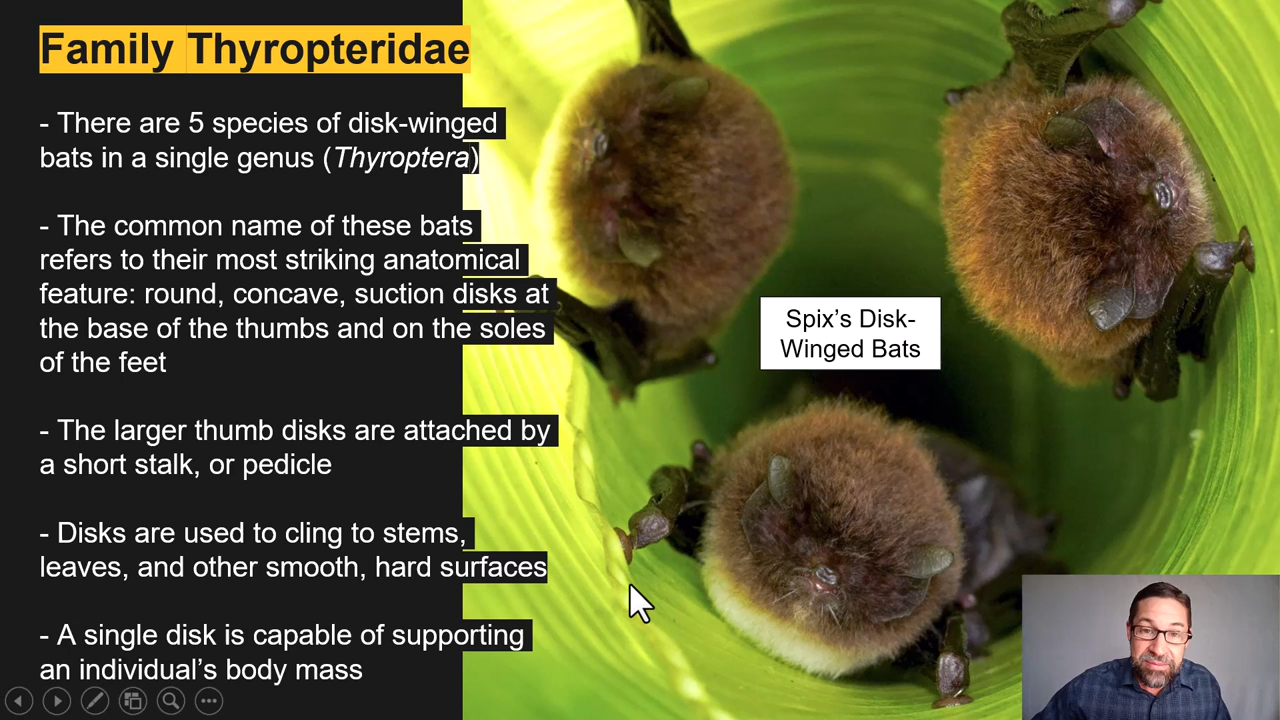 Family Thyropteridae
- There are 5 species of disk-winged
bats in a single genus (Thyroptera)
- The common name of these bats
refers to their most striking anatomical
feature: round, concave, suction disks at
the base of the thumbs and on the soles
of the feet
- The larger thumb disks are attached by
a short stalk, or pedicle
- Disks are used to cling to stems,
leaves, and other smooth, hard surfaces
- A single disk is capable of supporting
an individual’s body mass
Spix’s Disk-
Winged Bats